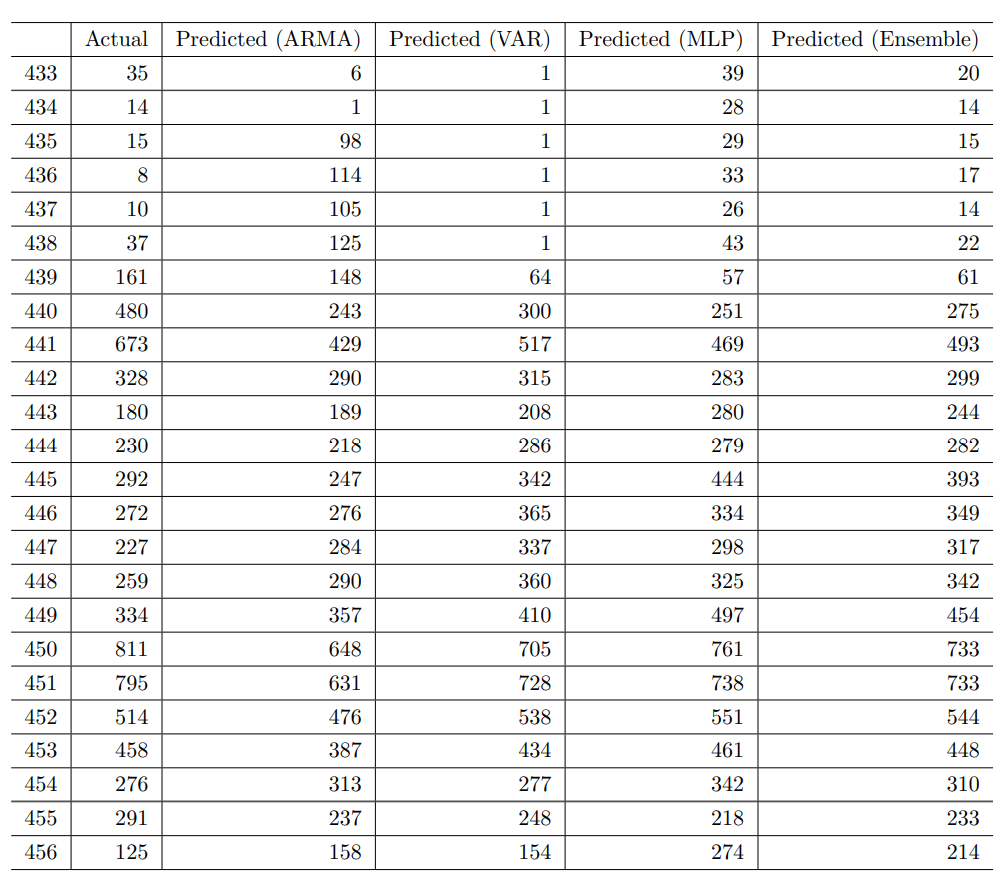 Actual Predicted (ARMA) Predicted (VAR) Predicted (MLP) Predicted (Ensemble)
433 35 6 1 39 20
434 14 1 1 28 14
435 15 98 1 29 15
436 8 114 1 33 17
437 10 105 1 26 14
438 37 125 1 43 22
439 161 148 64 57 61
440 480 243 300 251 275
441 673 429 517 469 493
442 328 290 315 283 299
443 180 189 208 280 244
444 230 218 286 279 282
445 292 247 342 444 393
446 272 276 365 334 349
447 227 284 337 298 317
448 259 290 360 325 342
449 334 357 410 497 454
450 811 648 705 761 733
451 795 631 728 738 733
452 514 476 538 551 544
453 458 387 434 461 448
454 276 313 277 342 310
455 291 237 248 218 233
456 125 158 154 274 214